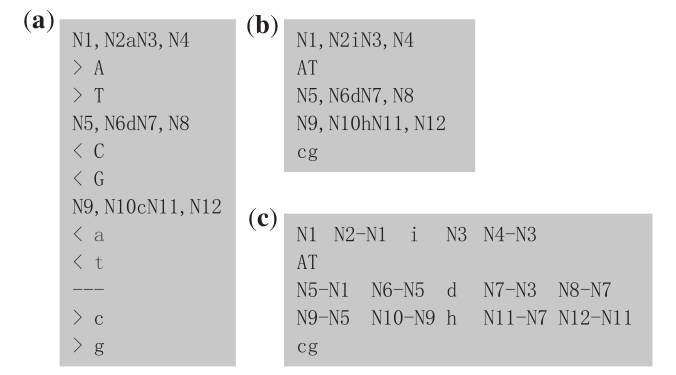 (a)
N1,N2aN3,N4
> A
> T
N5,N6dN7,N8
< C
< G
N9,N10cN11,N12
< a
< t
---
> c
> g
(b)
N1,N2iN3,N4
AT
N5,N6dN7,N8
N9,N10hN11,N12
cg
(c)
N1 N2-N1 i N3 N4-N3
AT
N5-N1 N6-N5 d N7-N3 N8-N7
N9-N5 N10-N9 h N11-N7 N12-N11
cg